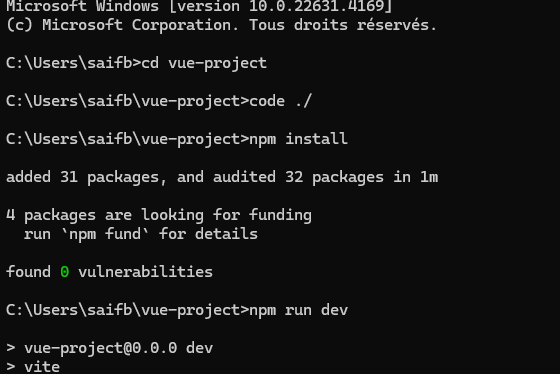 Microsoft Windows [version 10.0.22631.4169]
(c) Microsoft Corporation. Tous droits réservés.
C:\Users\saifb>cd vue-project
C:\Users\saifb\vue-project>code ./
C:\Users\saifb\vue-project>npm install
added 31 packages, and audited 32 packages in 1m
4 packages are looking for funding
  run `npm fund` for details
found 0 vulnerabilities
C:\Users\saifb\vue-project>npm run dev
> vue-project@0.0.0 dev
> vite